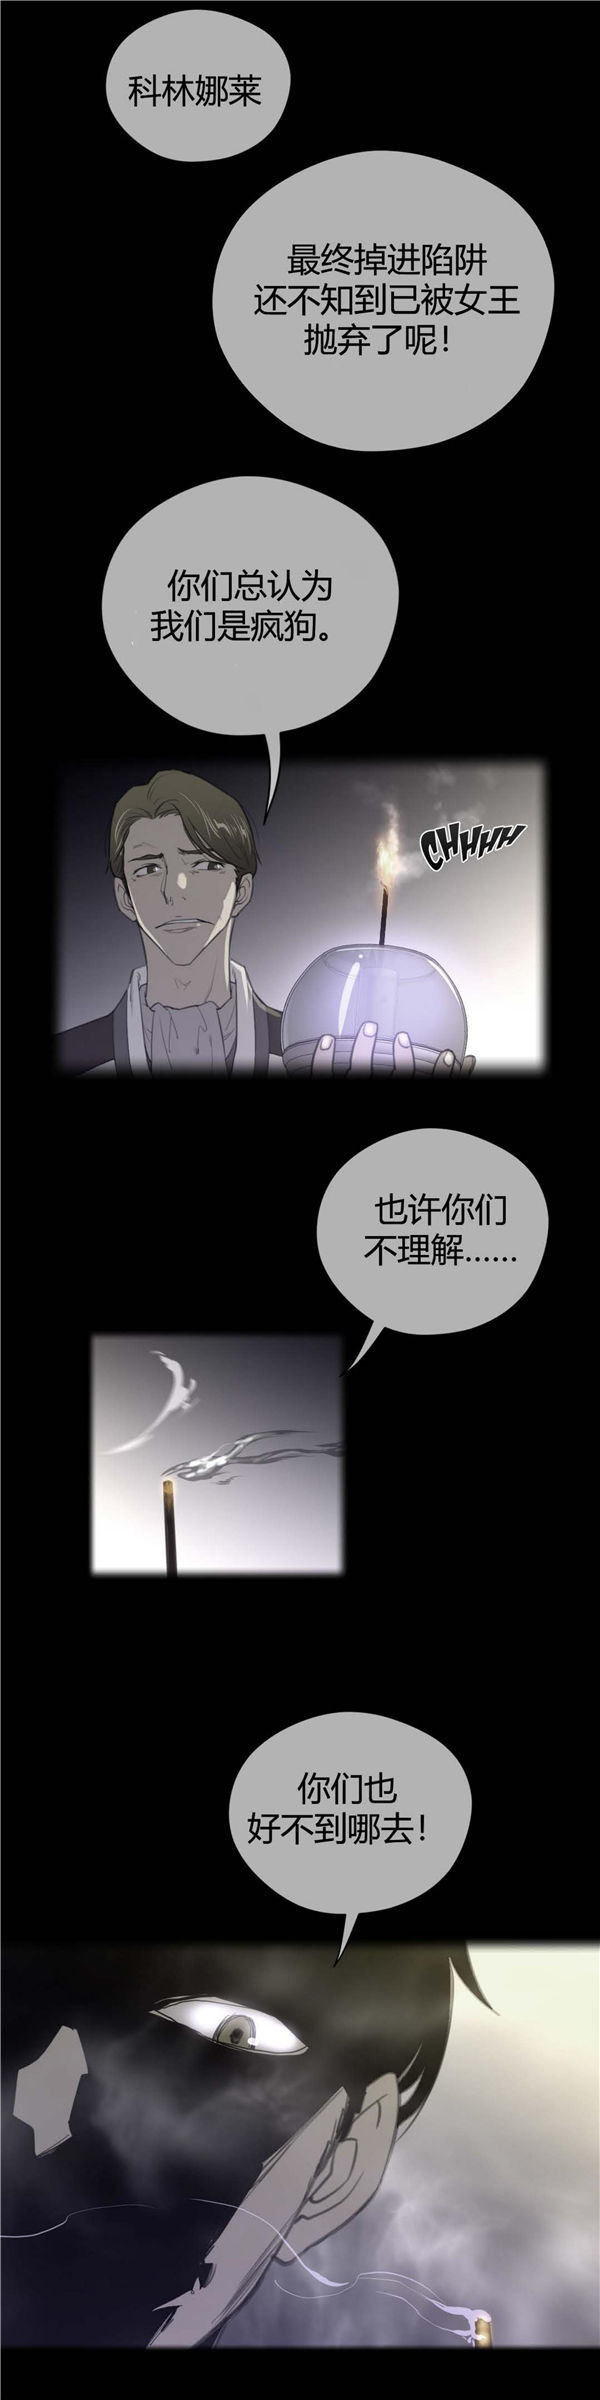 科林娜莱
最终掉进陷阱
还不知到已被女王
抛弃了呢！
你们总认为
我们是疯狗。
CHHHHH
也许你们
不理解……
你们也
好不到哪去！